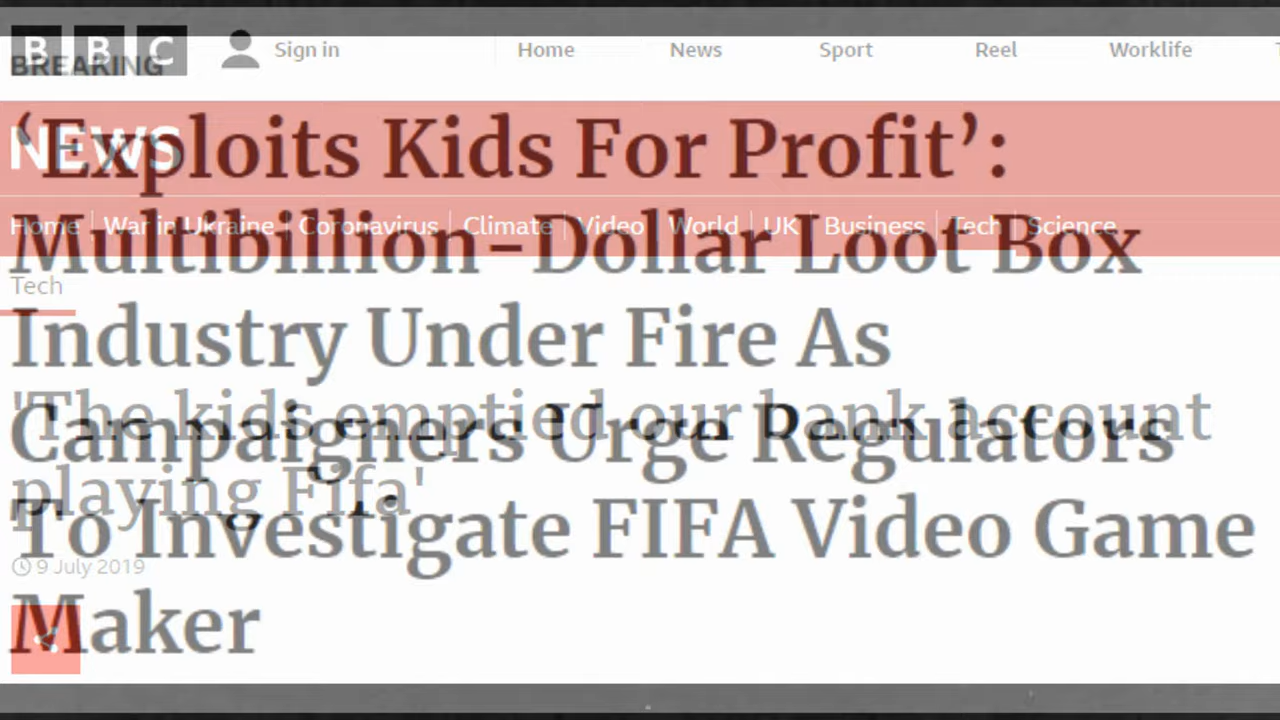 BBC
Sign in
Home News Sport Reel Worklife
BREAKING
NEWS
‘Exploits Kids For Profit’:
Multibillion-Dollar Loot Box
Industry Under Fire As
Campaigners Urge Regulators
To Investigate FIFA Video Game
Maker
Home War in Ukraine Coronavirus Climate Video World UK Business Tech Science
Tech
'The kids emptied our bank account
playing Fifa'
9 July 2019